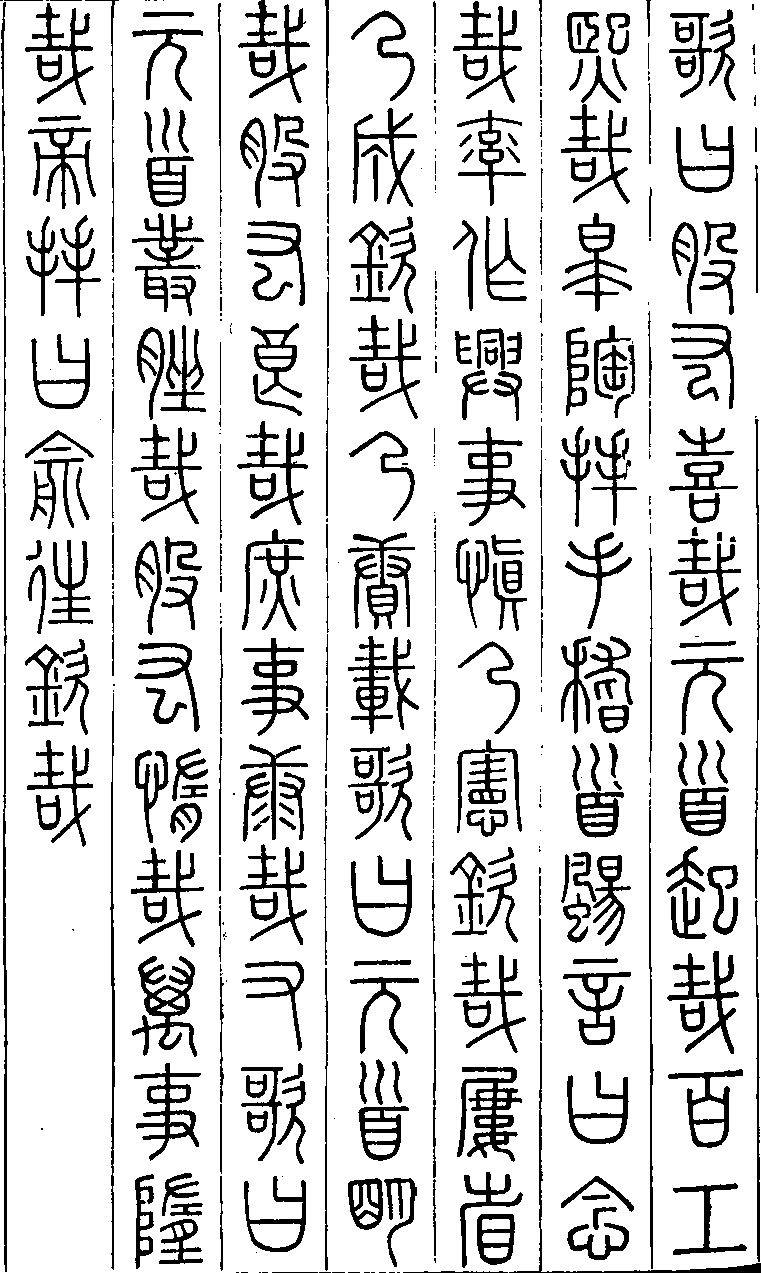 歌曰股肱喜哉元首起哉百工
熙哉皋陶拜手稽首颺言曰念
哉率作興事慎乃憲欽哉屢省
乃成欽哉乃賡載歌曰元首明
哉股肱良哉庶事康哉又歌曰
元首叢脞哉股肱惰哉萬事墮
哉帝拜曰俞往欽哉